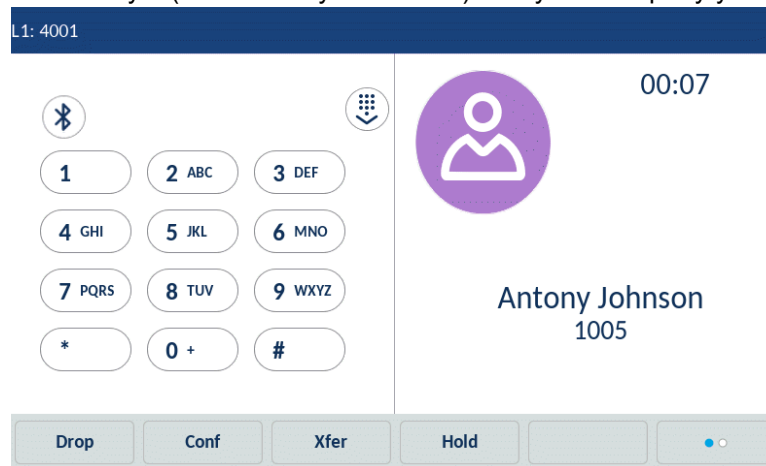 L1: 4001
00:07
1
2 ABC
3 DEF
4 GHI
5 JKL
6 MNO
7 PQRS
8 TUV
9 WXYZ
*
0 +
#
Antony Johnson
1005
Drop
Conf
Xfer
Hold